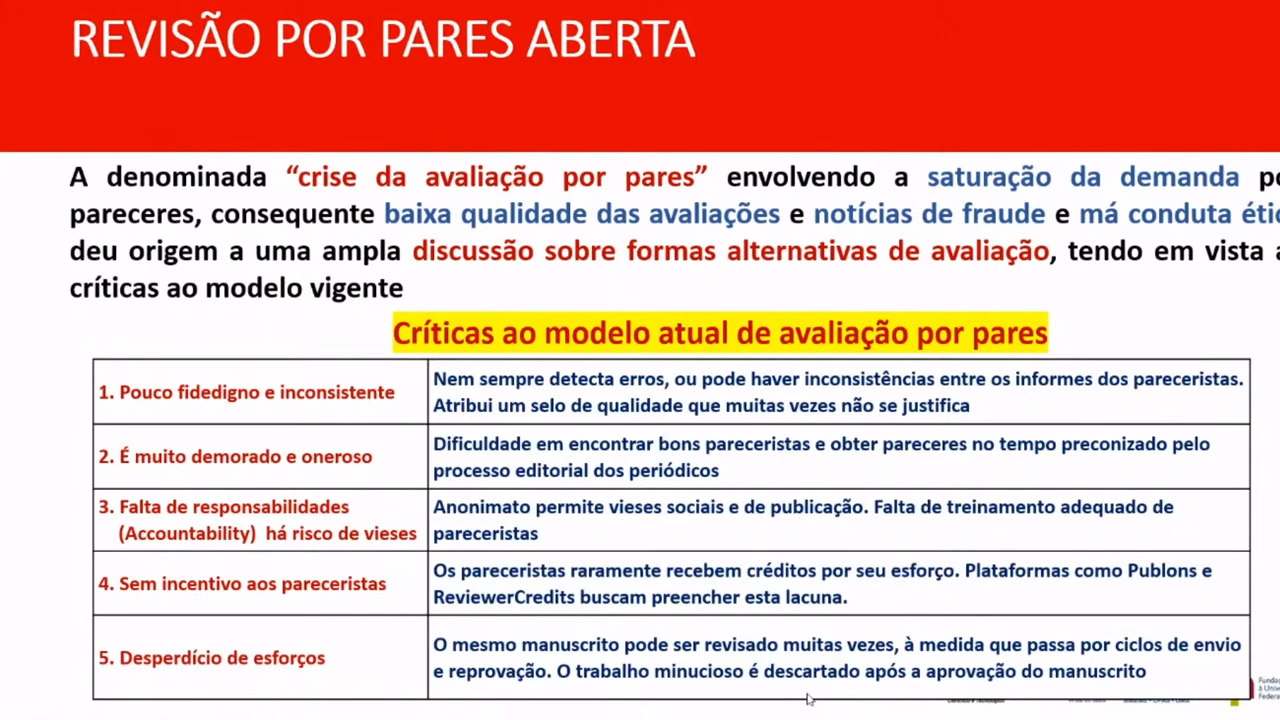 REVISÃO POR PARES ABERTA
A denominada “crise da avaliação por pares” envolvendo a saturação da demanda
pareceres, consequente baixa qualidade das avaliações e notícias de fraude e má conduta
deu origem a uma ampla discussão sobre formas alternativas de avaliação, tendo em vista
críticas ao modelo vigente
Críticas ao modelo atual de avaliação por pares
1. Pouco fidedigno e inconsistente
Nem sempre detecta erros, ou pode haver inconsistências entre os informes dos pareceristas.
Atribui um selo de qualidade que muitas vezes não se justifica
2. É muito demorado e oneroso
Dificuldade em encontrar bons pareceristas e obter pareceres no tempo preconizado pelo
processo editorial dos periódicos
3. Falta de responsabilidades
(Accountability) há risco de vieses
Anonimato permite vieses sociais e de publicação. Falta de treinamento adequado de
pareceristas
4. Sem incentivo aos pareceristas
Os pareceristas raramente recebem créditos por seu esforço. Plataformas como Publons e
ReviewerCredits buscam preencher esta lacuna.
5. Desperdício de esforços
O mesmo manuscrito pode ser revisado muitas vezes, à medida que passa por ciclos de envio
e reprovação. O trabalho minucioso é descartado após a aprovação do manuscrito